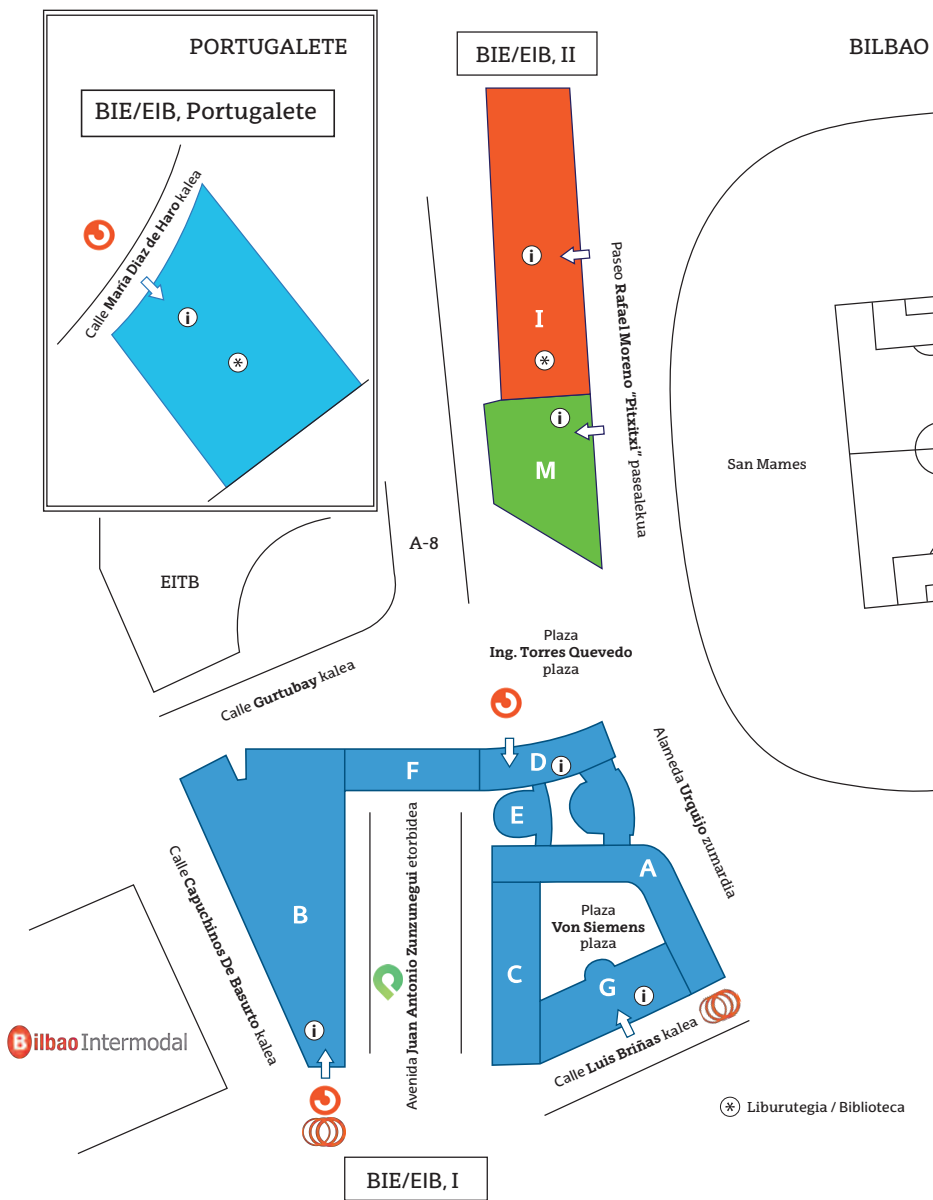 PORTUGALETE
BIE/EIB, II
BILBAO
BIE/EIB, Portugalete
Calle María Diaz de Haro kalea
i
*
i
I
*
Paseo Rafael Moreno "Pitxitxi" pasealekua
i
M
San Mames
A-8
EITB
Plaza
Ing. Torres Quevedo
plaza
Calle Gurtubay kalea
F
D
i
E
Alameda Urquijo zumardia
A
Calle Capuchinos De Basurto kalea
B
Avenida Juan Antonio Zunzunegui etorbidea
Plaza
Von Siemens
plaza
C
G
i
i
Bilbao Intermodal
Calle Luis Briñas kalea
* Liburutegia / Biblioteca
BIE/EIB, I